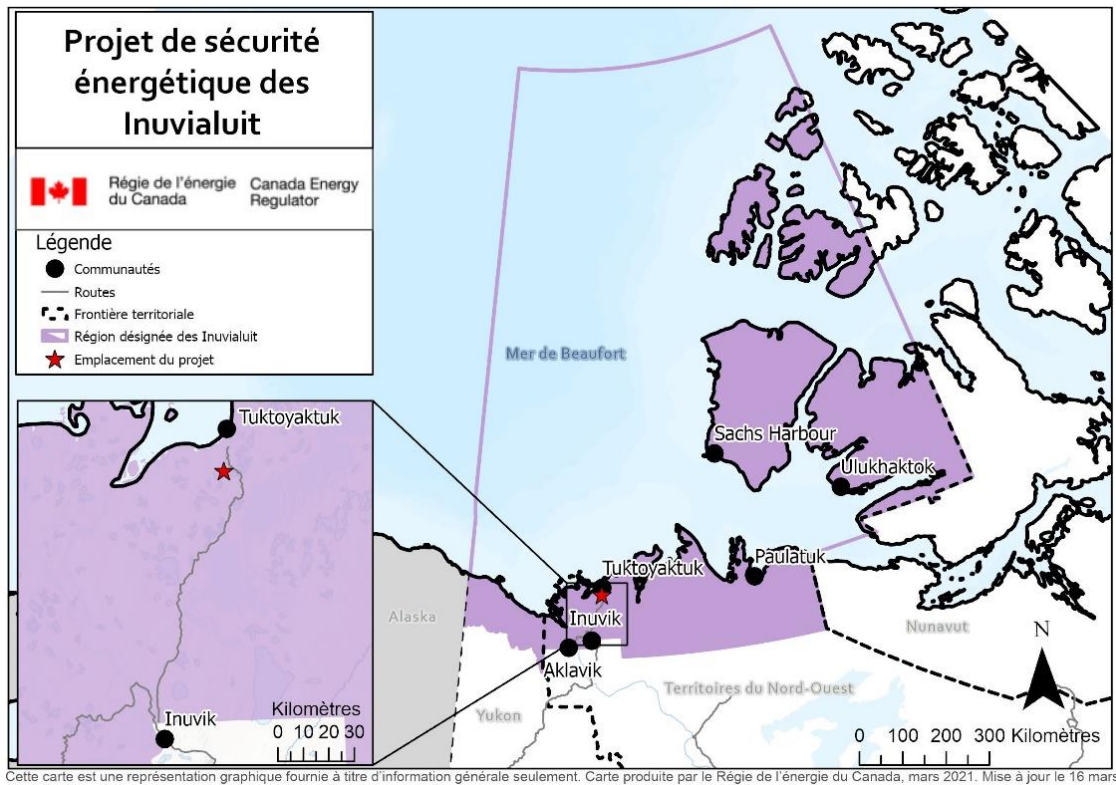 Projet de sécurité
énergétique des
Inuvialuit
Régie de l'énergie
du Canada
Canada Energy
Regulator
Légende
Communautés
Routes
Frontière territoriale
Région désignée des Inuvialuit
Emplacement du projet
Mer de Beaufort
Sachs Harbour
Ulukhaktok
Paulatuk
Tuktoyaktuk
Inuvik
Aklavik
Alaska
Yukon
Territoires du Nord-Ouest
Nunavut
N
0 100 200 300 Kilomètres
Tuktoyaktuk
Inuvik
Kilomètres
0 10 20 30
Cette carte est une représentation graphique fournie à titre d'information générale seulement. Carte produite par le Régie de l'énergie du Canada, mars 2021. Mise à jour le 16 mars